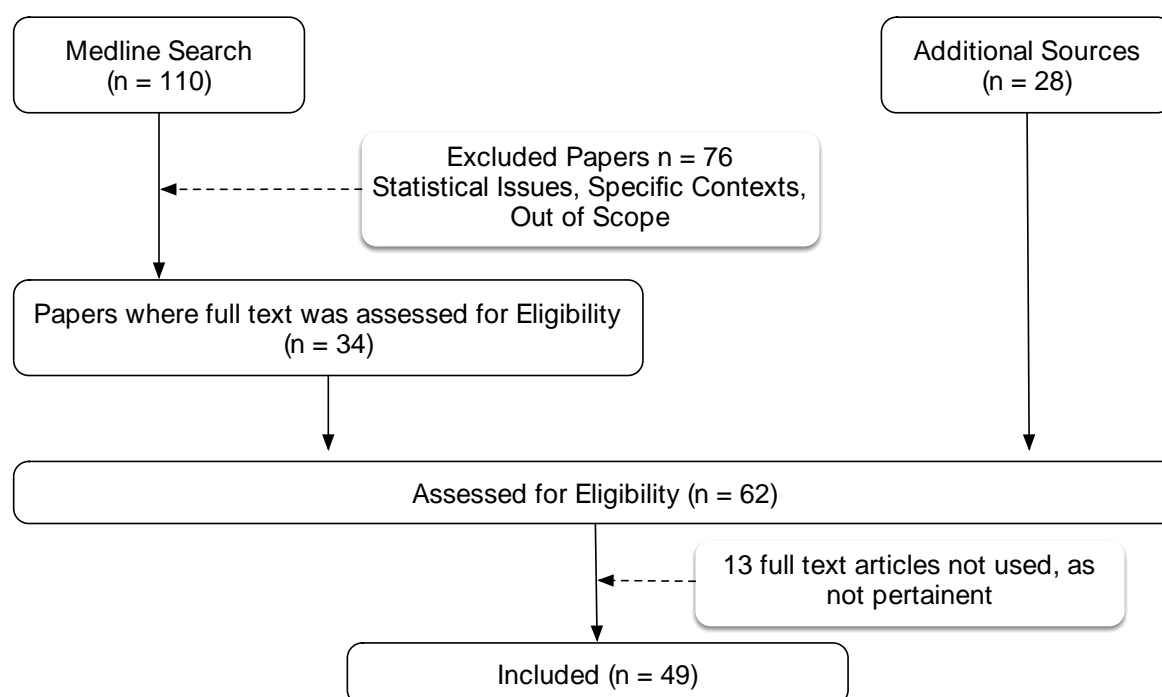 Medline Search
(n = 110)
Additional Sources
(n = 28)
Excluded Papers n = 76
Statistical Issues, Specific Contexts,
Out of Scope
Papers where full text was assessed for Eligibility
(n = 34)
Assessed for Eligibility (n = 62)
13 full text articles not used, as
not pertainent
Included (n = 49)